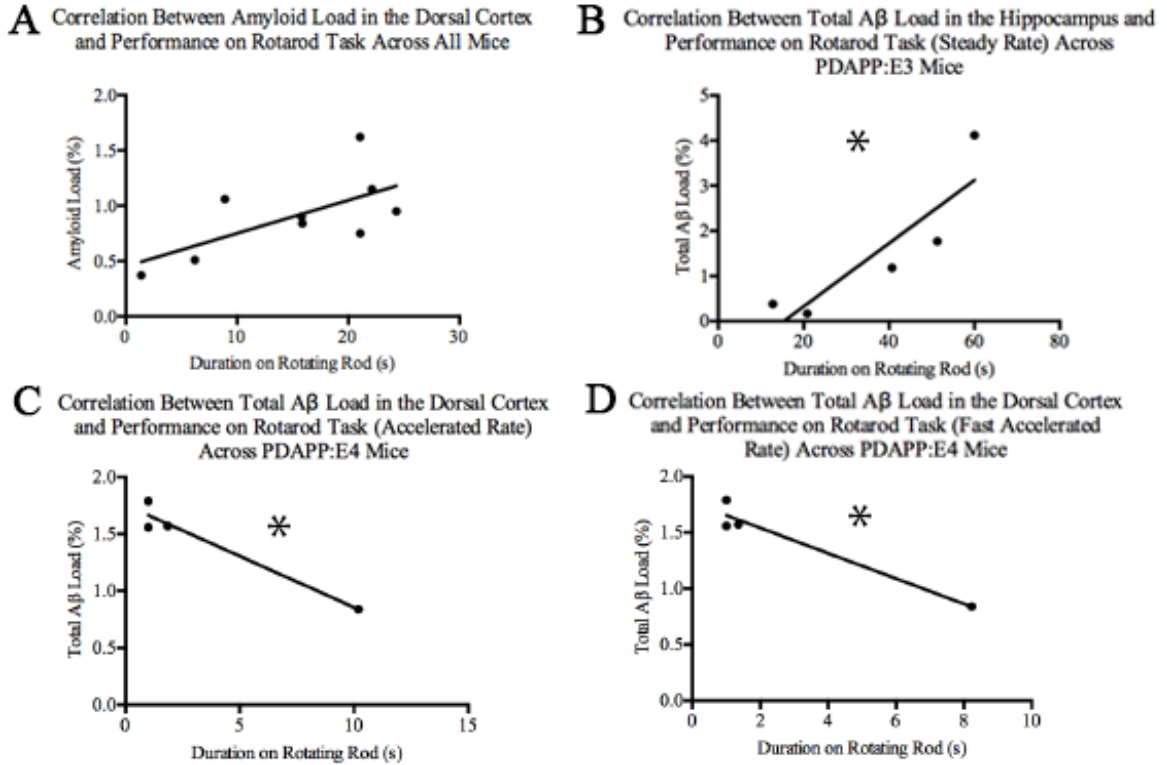 A
Correlation Between Amyloid Load in the Dorsal Cortex
and Performance on Rotarod Task Across All Mice
2.0
1.5
1.0
0.5
0.0
Amyloid Load (%)
0 10 20 30
Duration on Rotating Rod (s)
B
Correlation Between Total Aβ Load in the Hippocampus and
Performance on Rotarod Task (Steady Rate) Across
PDAPP:E3 Mice
5
4
3
2
1
0
Total Aβ Load (%)
*
0 20 40 60 80
Duration on Rotating Rod (s)
C
Correlation Between Total Aβ Load in the Dorsal Cortex
and Performance on Rotarod Task (Accelerated Rate)
Across PDAPP:E4 Mice
2.0
1.5
1.0
0.5
0.0
Total Aβ Load (%)
*
0 5 10 15
Duration on Rotating Rod (s)
D
Correlation Between Total Aβ Load in the Dorsal Cortex
and Performance on Rotarod Task (Fast Accelerated
Rate) Across PDAPP:E4 Mice
2.0
1.5
1.0
0.5
0.0
Total Aβ Load (%)
*
0 2 4 6 8 10
Duration on Rotating Rod (s)